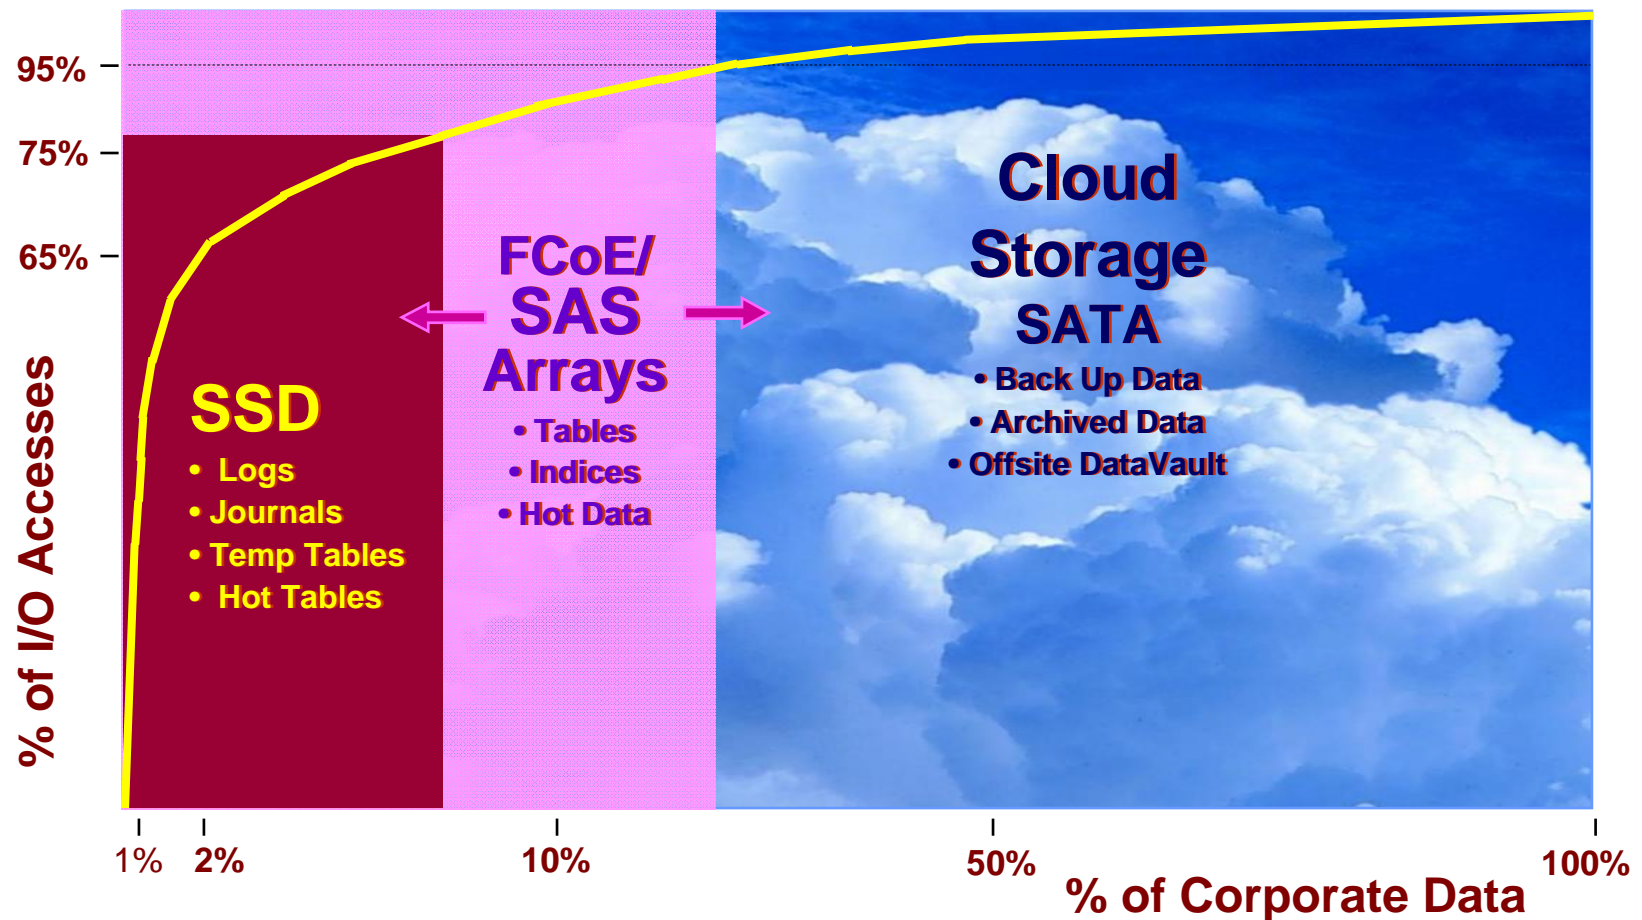 95%
75%
65%
% of I/O Accesses
SSD
• Logs
• Journals
• Temp Tables
• Hot Tables
FCoE/
SAS
Arrays
• Tables
• Indices
• Hot Data
Cloud
Storage
SATA
• Back Up Data
• Archived Data
• Offsite DataVault
1%
2%
10%
50%
100%
% of Corporate Data